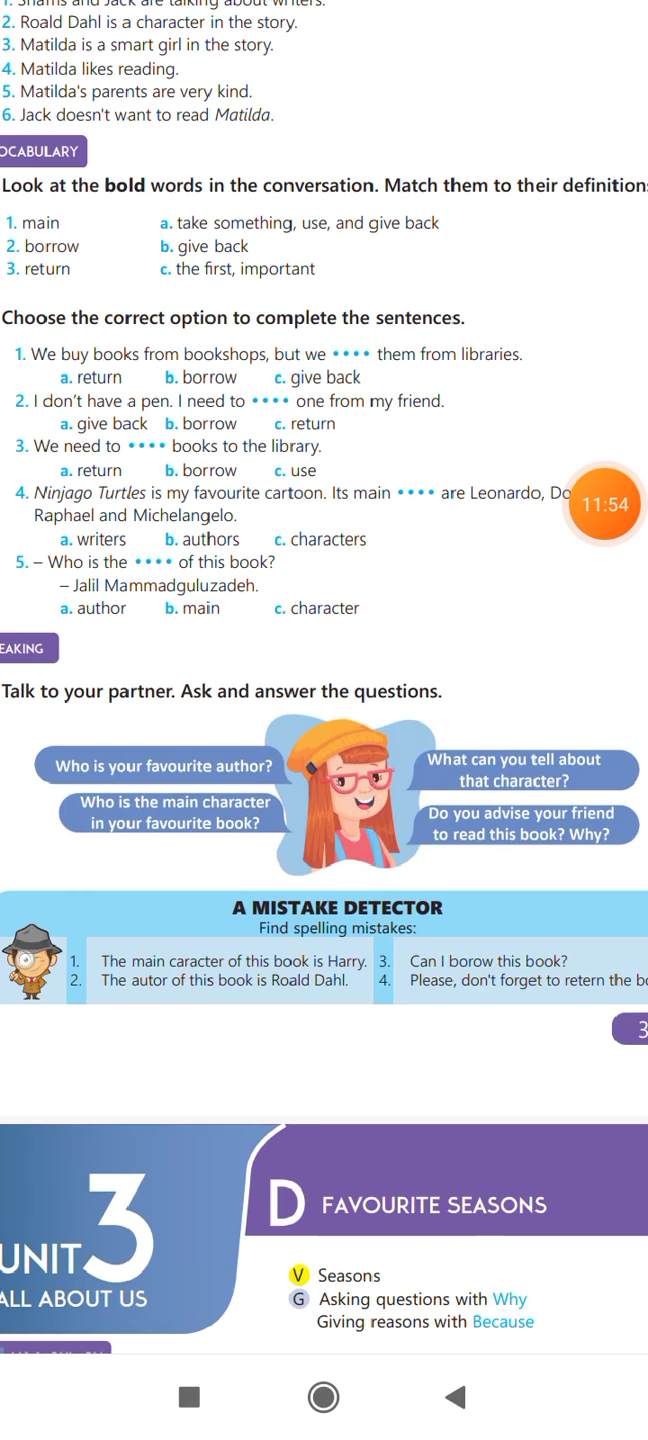 1. Shams and Jack are talking about writers.
2. Roald Dahl is a character in the story.
3. Matilda is a smart girl in the story.
4. Matilda likes reading.
5. Matilda's parents are very kind.
6. Jack doesn't want to read Matilda.
OCABULARY
Look at the bold words in the conversation. Match them to their definition
1. main a. take something, use, and give back
2. borrow b. give back
3. return c. the first, important
Choose the correct option to complete the sentences.
1. We buy books from bookshops, but we •••• them from libraries.
a. return b. borrow c. give back
2. I don't have a pen. I need to •••• one from my friend.
a. give back b. borrow c. return
3. We need to •••• books to the library.
a. return b. borrow c. use
4. Ninjago Turtles is my favourite cartoon. Its main •••• are Leonardo, Do
11:54
Raphael and Michelangelo.
a. writers b. authors c. characters
5. – Who is the •••• of this book?
– Jalil Mammadguluzadeh.
a. author b. main c. character
EAKING
Talk to your partner. Ask and answer the questions.
Who is your favourite author?
Who is the main character
in your favourite book?
What can you tell about
that character?
Do you advise your friend
to read this book? Why?
A MISTAKE DETECTOR
Find spelling mistakes:
1. The main caracter of this book is Harry.
2. The autor of this book is Roald Dahl.
3. Can I borow this book?
4. Please, don't forget to retern the b
3
UNIT 3
ALL ABOUT US
D FAVOURITE SEASONS
V Seasons
G Asking questions with Why
Giving reasons with Because